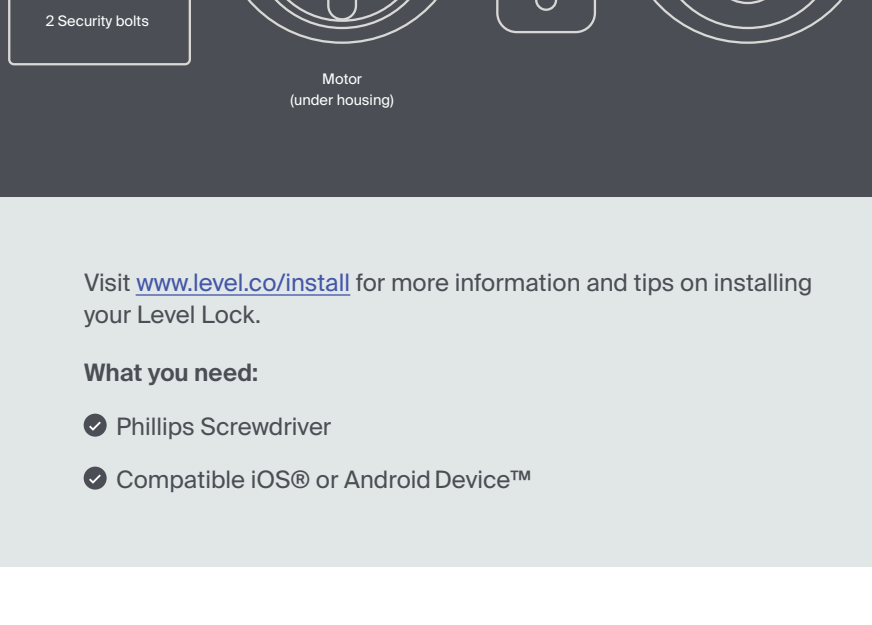 2 Security bolts
Motor
(under housing)
Visit www.level.co/install for more information and tips on installing
your Level Lock.
What you need:
Phillips Screwdriver
Compatible iOS® or Android Device™